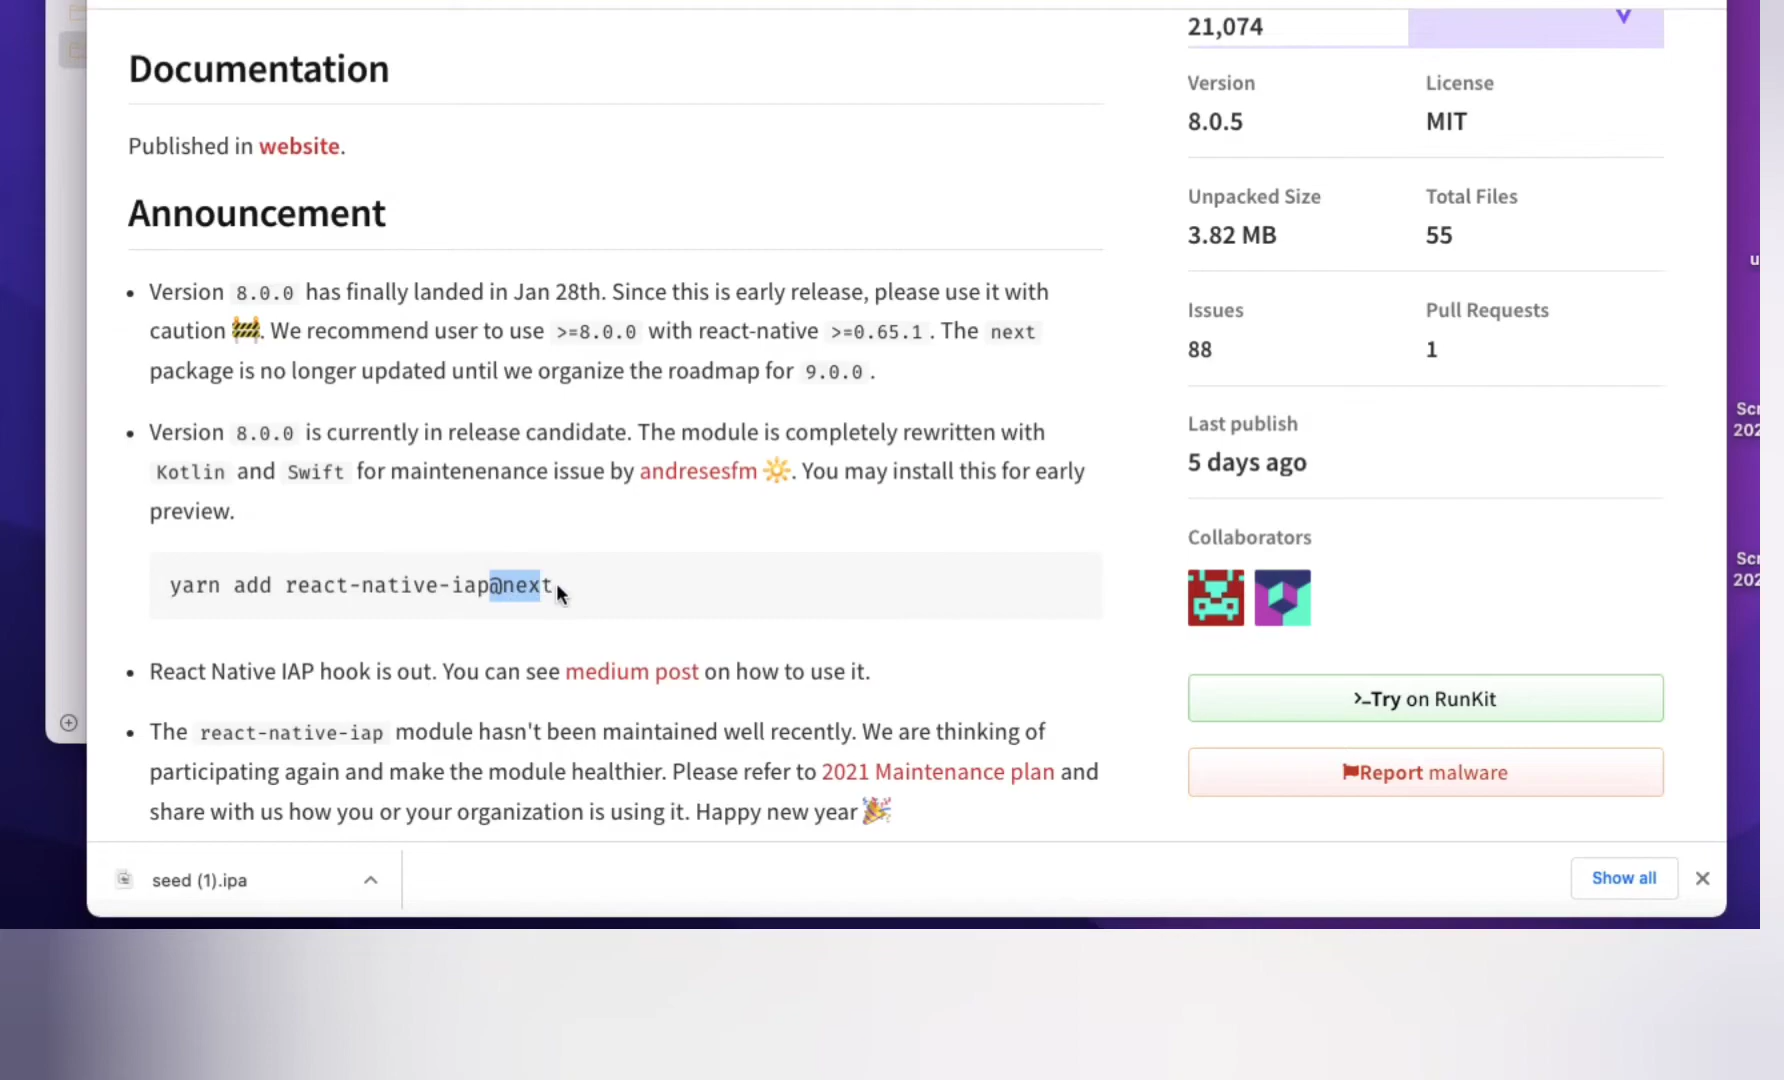 Documentation
Published in website.
Announcement
• Version 8.0.0 has finally landed in Jan 28th. Since this is early release, please use it with
caution 🚧. We recommend user to use >=8.0.0 with react-native >=0.65.1 . The next
package is no longer updated until we organize the roadmap for 9.0.0 .
• Version 8.0.0 is currently in release candidate. The module is completely rewritten with
Kotlin and Swift for maintenenance issue by andresesfm 🔆. You may install this for early
preview.
yarn add react-native-iap@next
• React Native IAP hook is out. You can see medium post on how to use it.
• The react-native-iap module hasn't been maintained well recently. We are thinking of
participating again and make the module healthier. Please refer to 2021 Maintenance plan and
share with us how you or your organization is using it. Happy new year 🎉
21,074
Version License
8.0.5 MIT
Unpacked Size Total Files
3.82 MB 55
Issues Pull Requests
88 1
Last publish
5 days ago
Collaborators
Try on RunKit
Report malware
seed (1).ipa
Show all
Scr
202
Scr
202